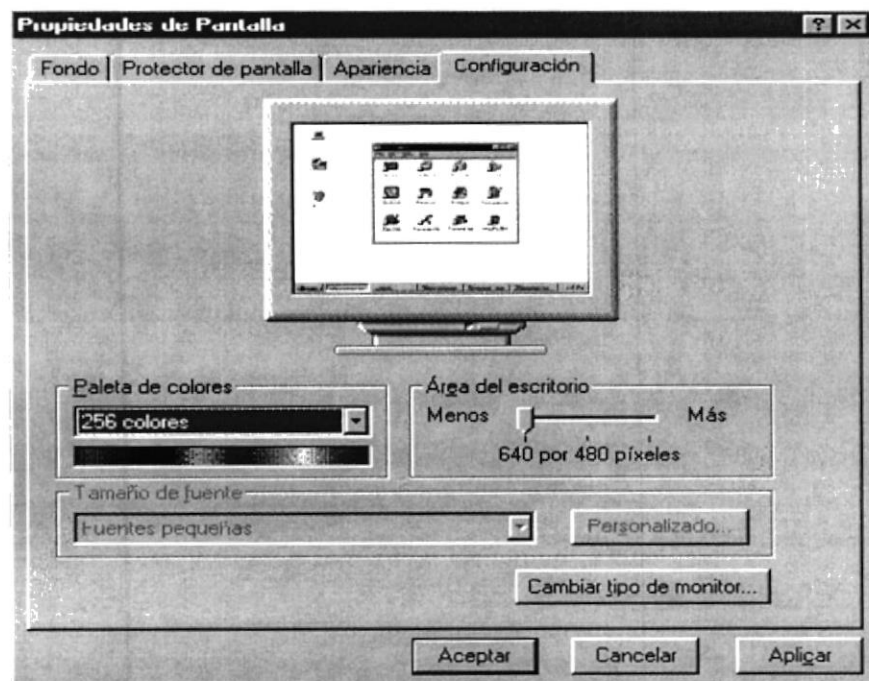 Propiedades de Pantalla
Fondo Protector de pantalla Apariencia Configuración
Paleta de colores
256 colores
Área del escritorio
Menos Más
640 por 480 píxeles
Tamaño de fuente
Fuentes pequeñas Personalizado...
Cambiar tipo de monitor...
Aceptar Cancelar Aplicar